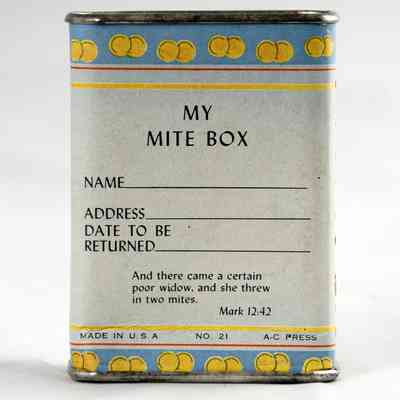 MY
MITE BOX
NAME
ADDRESS
DATE TO BE
RETURNED
And there came a certain
poor widow, and she threw
in two mites.
Mark 12:42
MADE IN U.S.A NO. 21 A-C PRESS